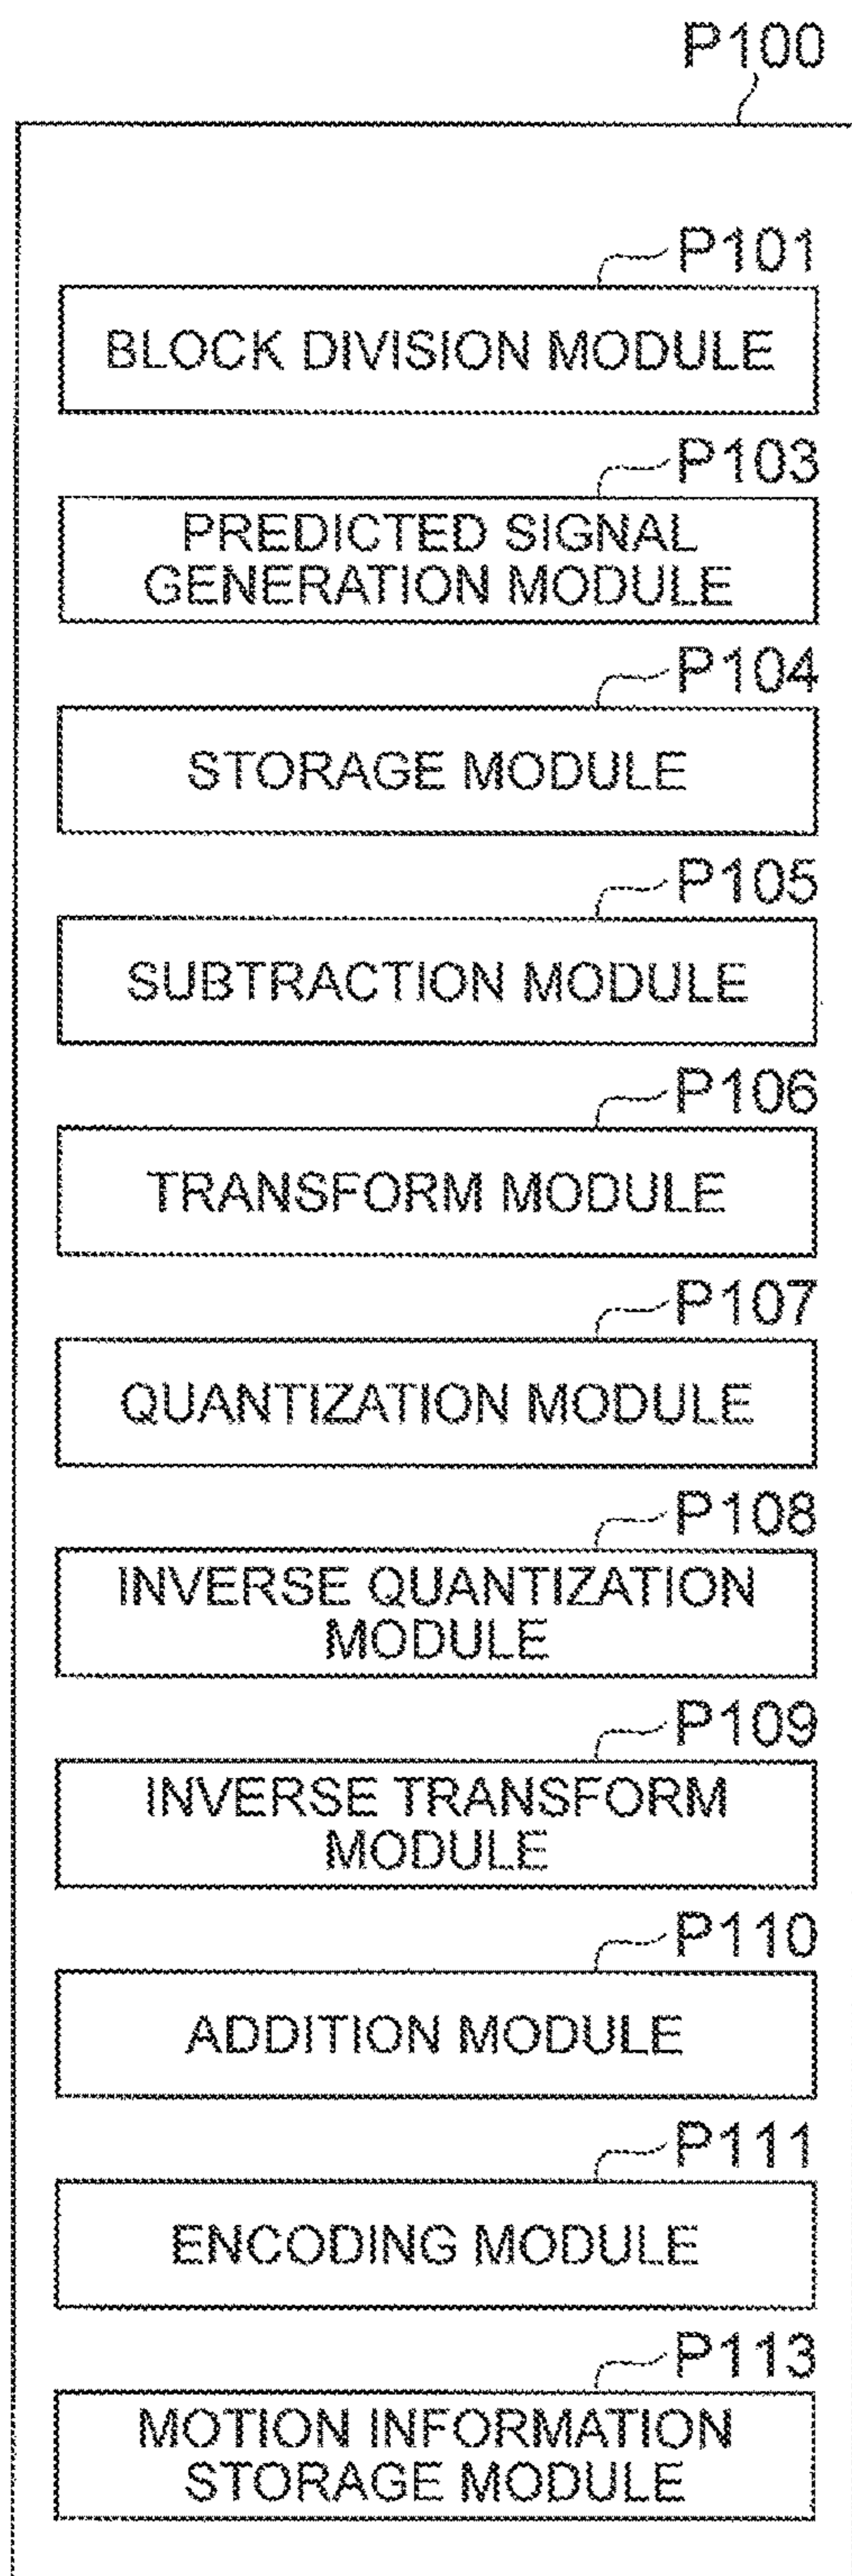 P100
P101
BLOCK DIVISION MODULE
P103
PREDICTED SIGNAL
GENERATION MODULE
P104
STORAGE MODULE
P105
SUBTRACTION MODULE
P106
TRANSFORM MODULE
P107
QUANTIZATION MODULE
P108
INVERSE QUANTIZATION
MODULE
P109
INVERSE TRANSFORM
MODULE
P110
ADDITION MODULE
P111
ENCODING MODULE
P113
MOTION INFORMATION
STORAGE MODULE